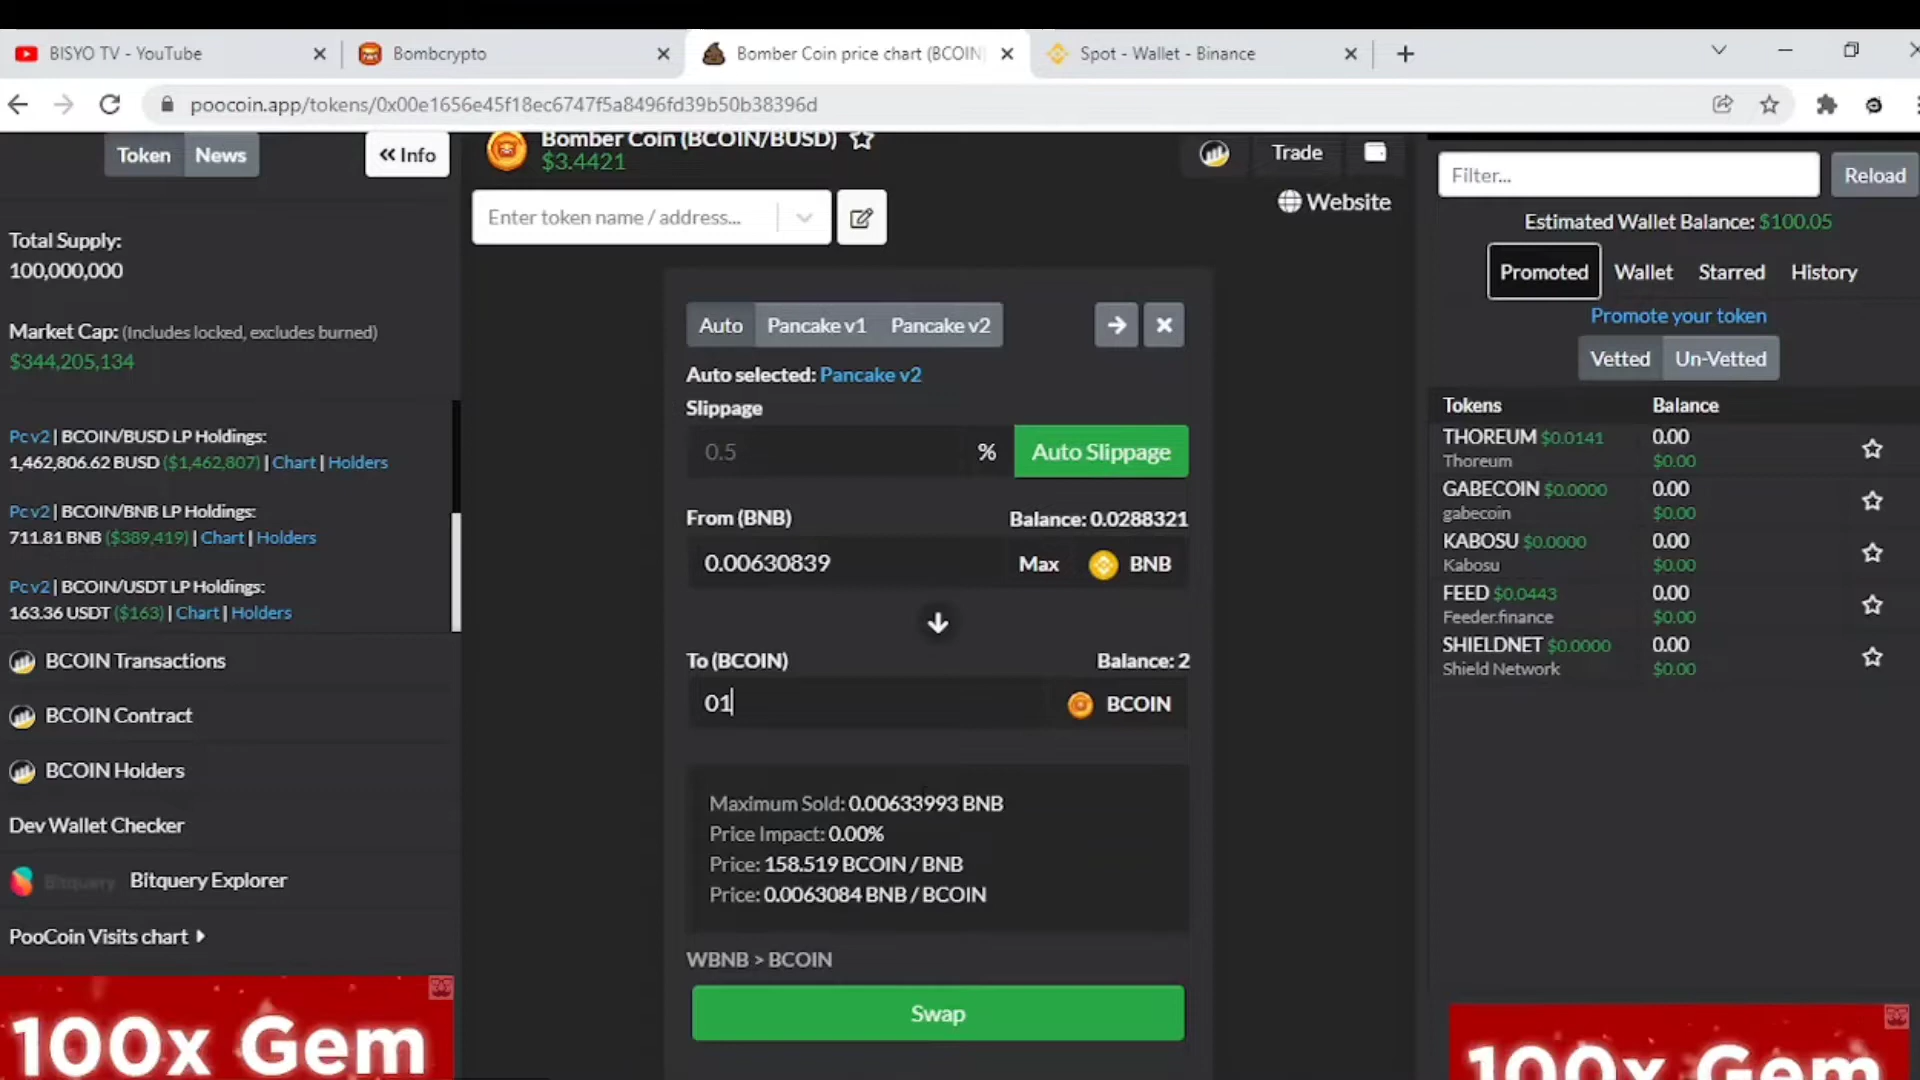 BISYO TV - YouTube
Bombcrypto
Bomber Coin price chart (BCOIN
Spot - Wallet - Binance
poocoin.app/tokens/0x00e1656e45f18ec6747f5a8496fd39b50b38396d
Token
News
Info
Total Supply:
100,000,000
Market Cap: (Includes locked, excludes burned)
$344,205,134
Pc v2 | BCOIN/BUSD LP Holdings:
1,462,806.62 BUSD ($1,462,807) | Chart | Holders
Pc v2 | BCOIN/BNB LP Holdings:
711.81 BNB ($389,419) | Chart | Holders
Pc v2 | BCOIN/USDT LP Holdings:
163.36 USDT ($163) | Chart | Holders
BCOIN Transactions
BCOIN Contract
BCOIN Holders
Dev Wallet Checker
Bitquery Bitquery Explorer
PooCoin Visits chart
100x Gem
Bomber Coin (BCOIN/BUSD)
$3.4421
Trade
Enter token name / address...
Website
Auto
Pancake v1
Pancake v2
Auto selected: Pancake v2
Slippage
0.5 %
Auto Slippage
From (BNB)
Balance: 0.0288321
0.00630839
Max
BNB
To (BCOIN)
Balance: 2
01
BCOIN
Maximum Sold: 0.00633993 BNB
Price Impact: 0.00%
Price: 158.519 BCOIN / BNB
Price: 0.0063084 BNB / BCOIN
WBNB > BCOIN
Swap
Filter...
Reload
Estimated Wallet Balance: $100.05
Promoted
Wallet
Starred
History
Promote your token
Vetted
Un-Vetted
Tokens
Balance
THOREUM $0.0141
0.00
Thoreum
$0.00
GABECOIN $0.0000
0.00
gabecoin
$0.00
KABOSU $0.0000
0.00
Kabosu
$0.00
FEED $0.0443
0.00
Feeder.finance
$0.00
SHIELDNET $0.0000
0.00
Shield Network
$0.00
100x Gem